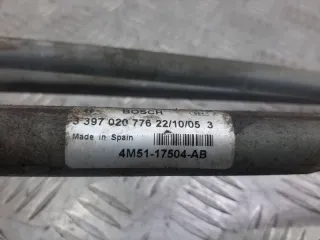 BOSCH
3 397 020 776 22/10/05 3
Made in Spain
4M51-17504-AB